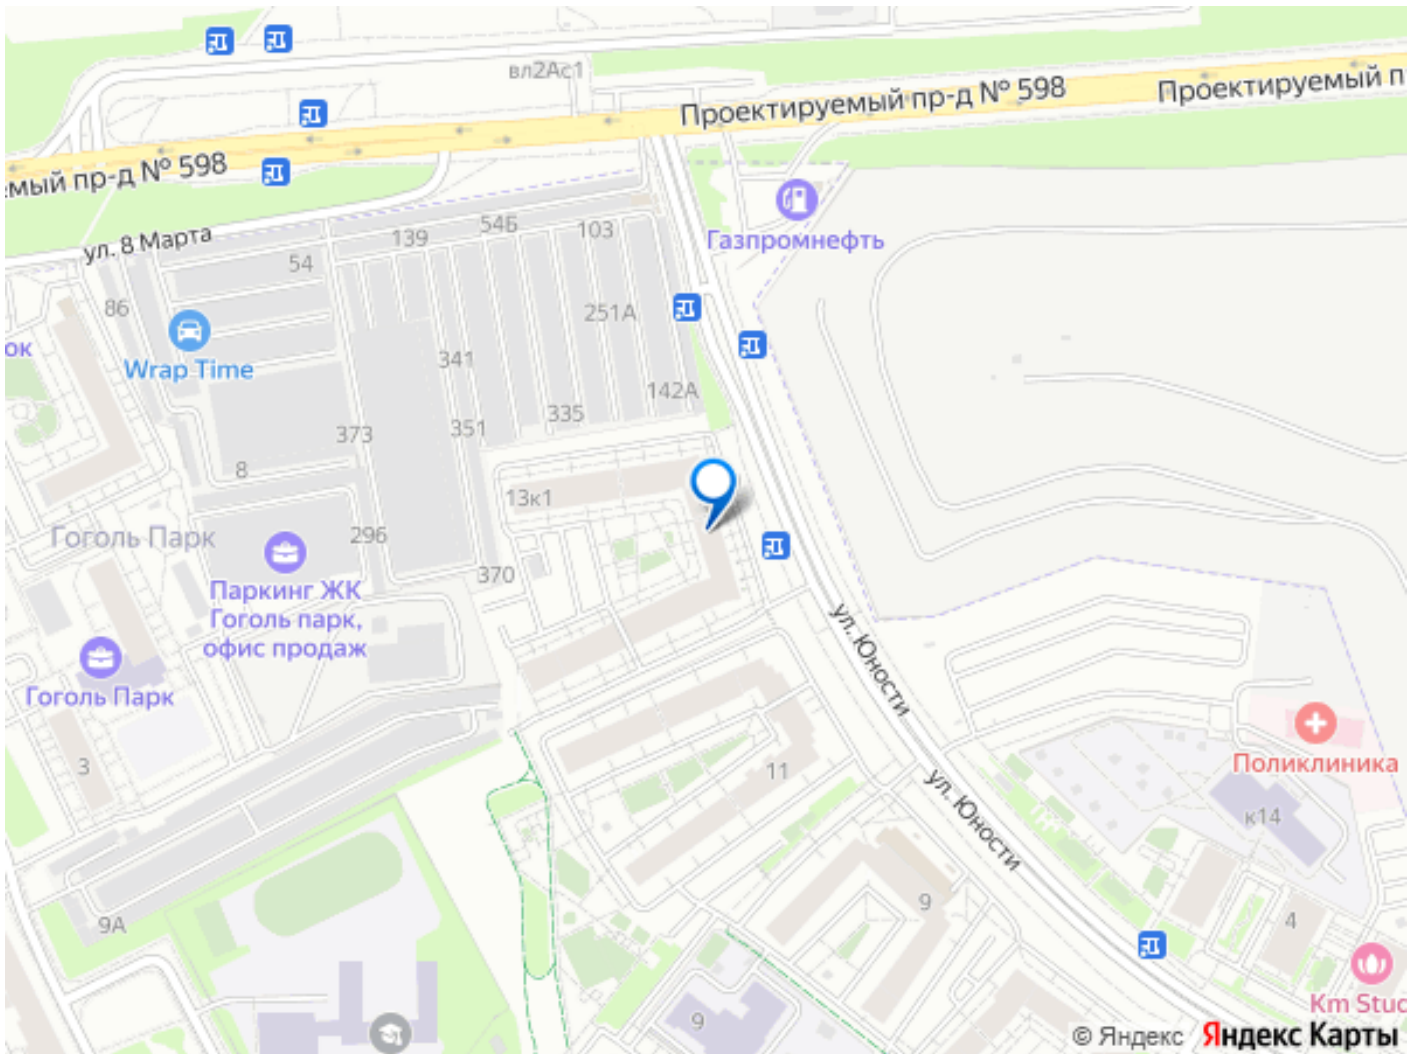 вл2Ас1
Проектируемый пр-д № 598
Проектируемый п
мый пр-д № 598
ул. 8 Марта
139
54Б
103
Газпромнефть
54
86
251А
ок
Wrap Time
341
142А
335
351
373
8
13к1
Гоголь Парк
296
370
Паркинг ЖК
Гоголь парк,
офис продаж
ул. Юности
Гоголь Парк
3
11
Поликлиника
ул. Юности
к14
9
4
9А
9
Km Stud
© Яндекс Яндекс Карты